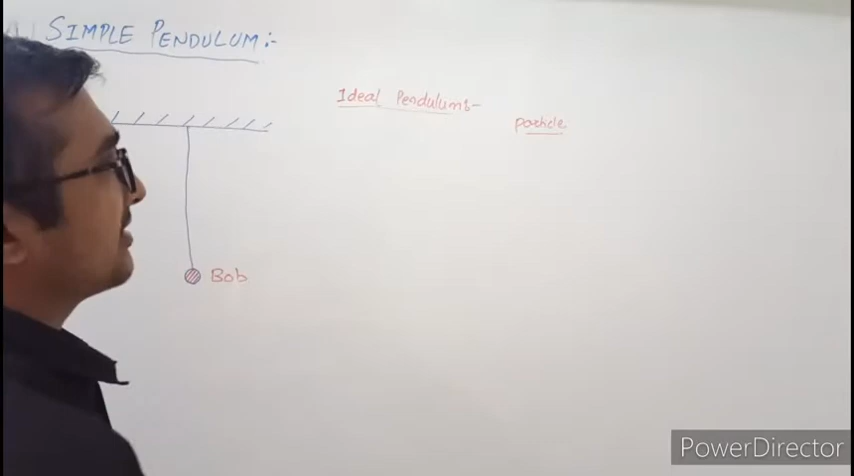 SIMPLE PENDULUM:-
Ideal Pendulum:-
particle
Bob
PowerDirector